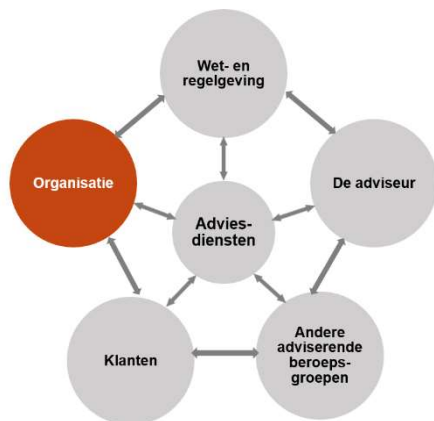 Wet- en
regelgeving
Organisatie
De adviseur
Advies-
diensten
Klanten
Andere
adviserende
beroeps-
groepen